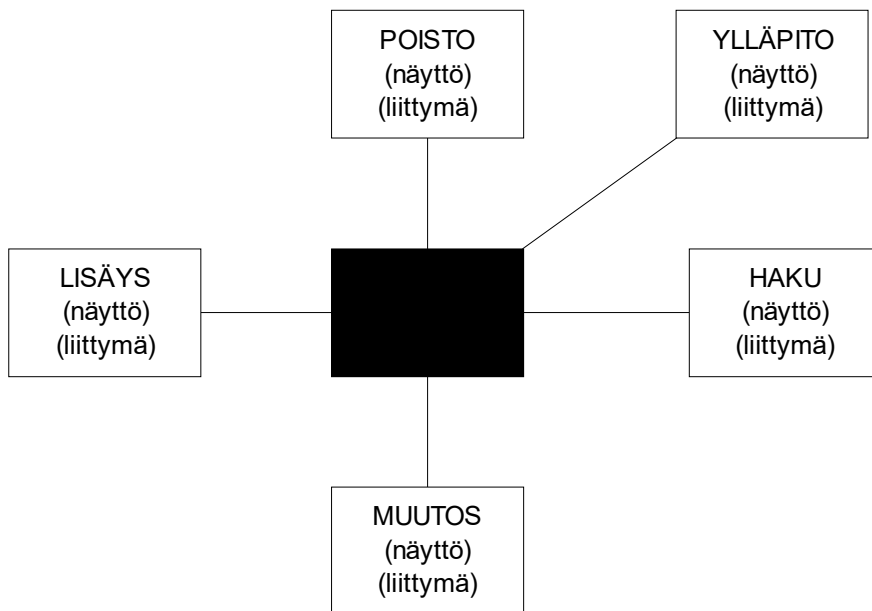 POISTO
(näyttö)
(liittymä)
YLLÄPITO
(näyttö)
(liittymä)
LISÄYS
(näyttö)
(liittymä)
HAKU
(näyttö)
(liittymä)
MUUTOS
(näyttö)
(liittymä)